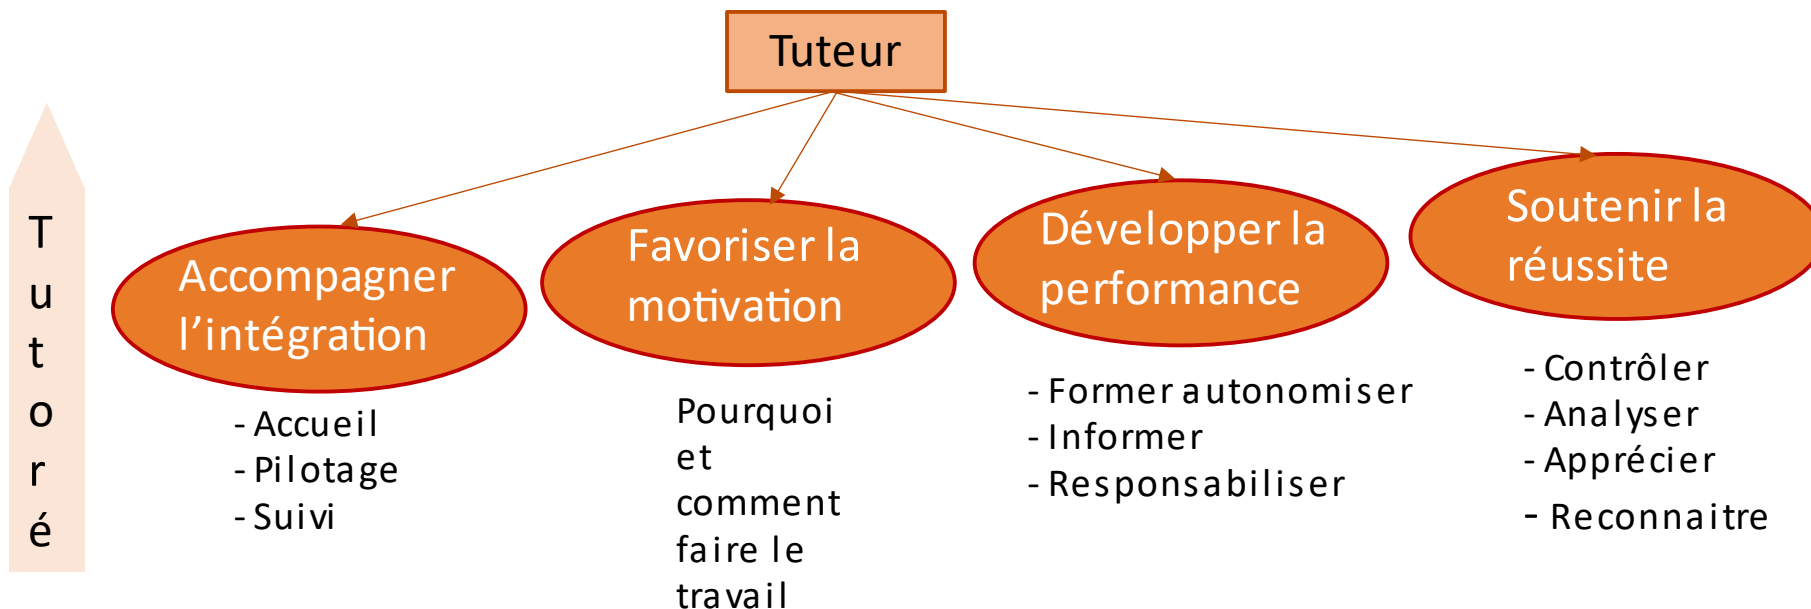 Tuteur
Tutoré
Accompagner
l'intégration
- Accueil
- Pilotage
- Suivi
Favoriser la
motivation
Pourquoi
et
comment
faire le
travail
Développer la
performance
- Former autonomiser
- Informer
- Responsabiliser
Soutenir la
réussite
- Contrôler
- Analyser
- Apprécier
- Reconnaitre